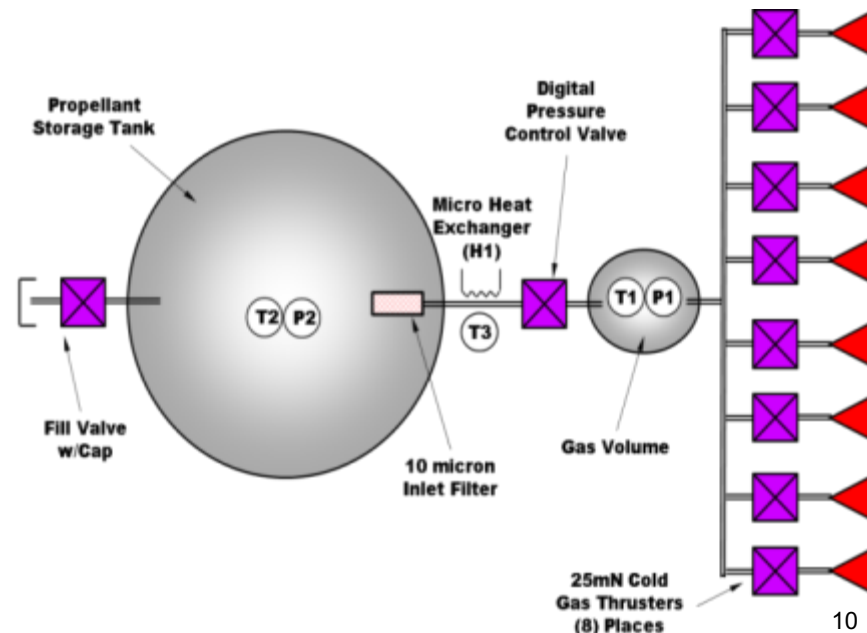 Propellant
Storage Tank
Digital
Pressure
Control Valve
Micro Heat
Exchanger
(H1)
T2
P2
T3
T1
P1
Fill Valve
w/Cap
10 micron
Inlet Filter
Gas Volume
25mN Cold
Gas Thrusters
(8) Places
10